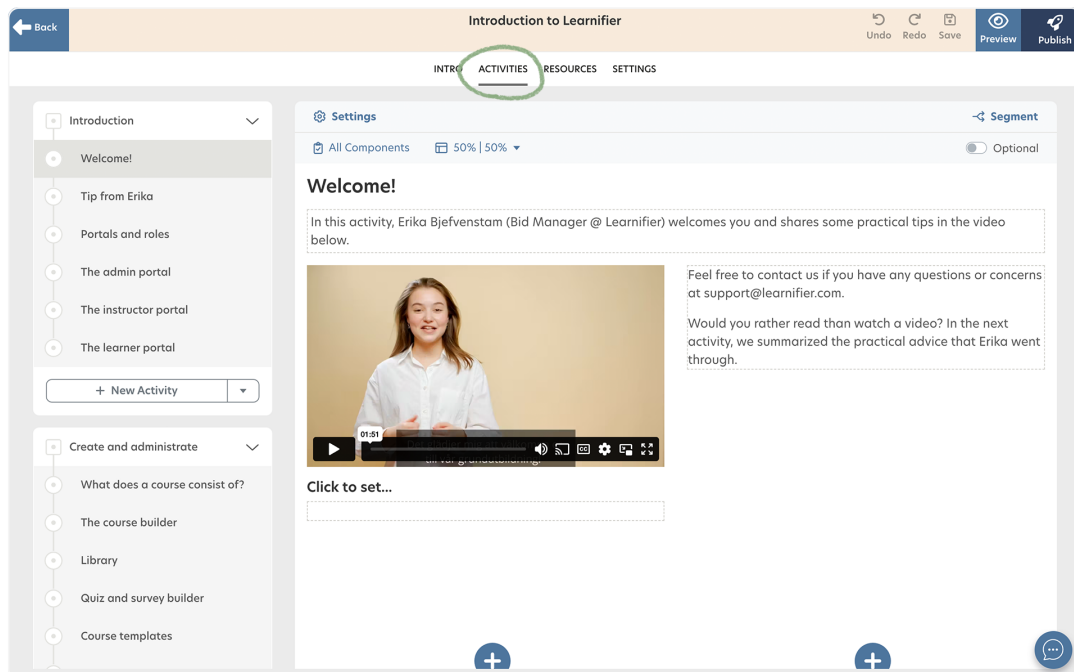 Back
Introduction to Learnifier
Undo
Redo
Save
Preview
Publish
INTRO
ACTIVITIES
RESOURCES
SETTINGS
Introduction
Welcome!
Tip from Erika
Portals and roles
The admin portal
The instructor portal
The learner portal
+ New Activity
Create and administrate
What does a course consist of?
The course builder
Library
Quiz and survey builder
Course templates
Settings
Segment
All Components
50% | 50%
Optional
Welcome!
In this activity, Erika Bjefvenstam (Bid Manager @ Learnifier) welcomes you and shares some practical tips in the video
below.
01:51
CC
till vår grundutbildning!
Click to set...
Feel free to contact us if you have any questions or concerns
at support@learnifier.com.
Would you rather read than watch a video? In the next
activity, we summarized the practical advice that Erika went
through.